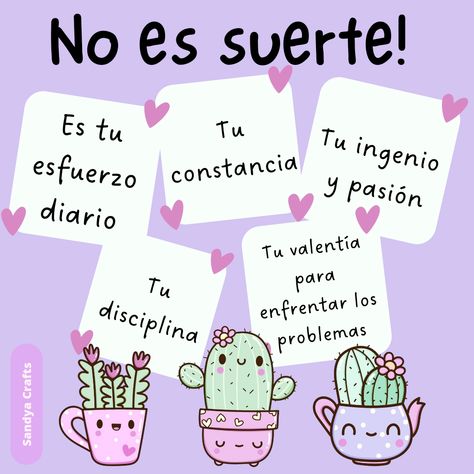 No es suerte!
Es tu
esfuerzo
diario
Tu
constancia
Tu ingenio
y pasión
Tu
disciplina
Tu valentía
para
enfrentar los
problemas
Sandya Crafts